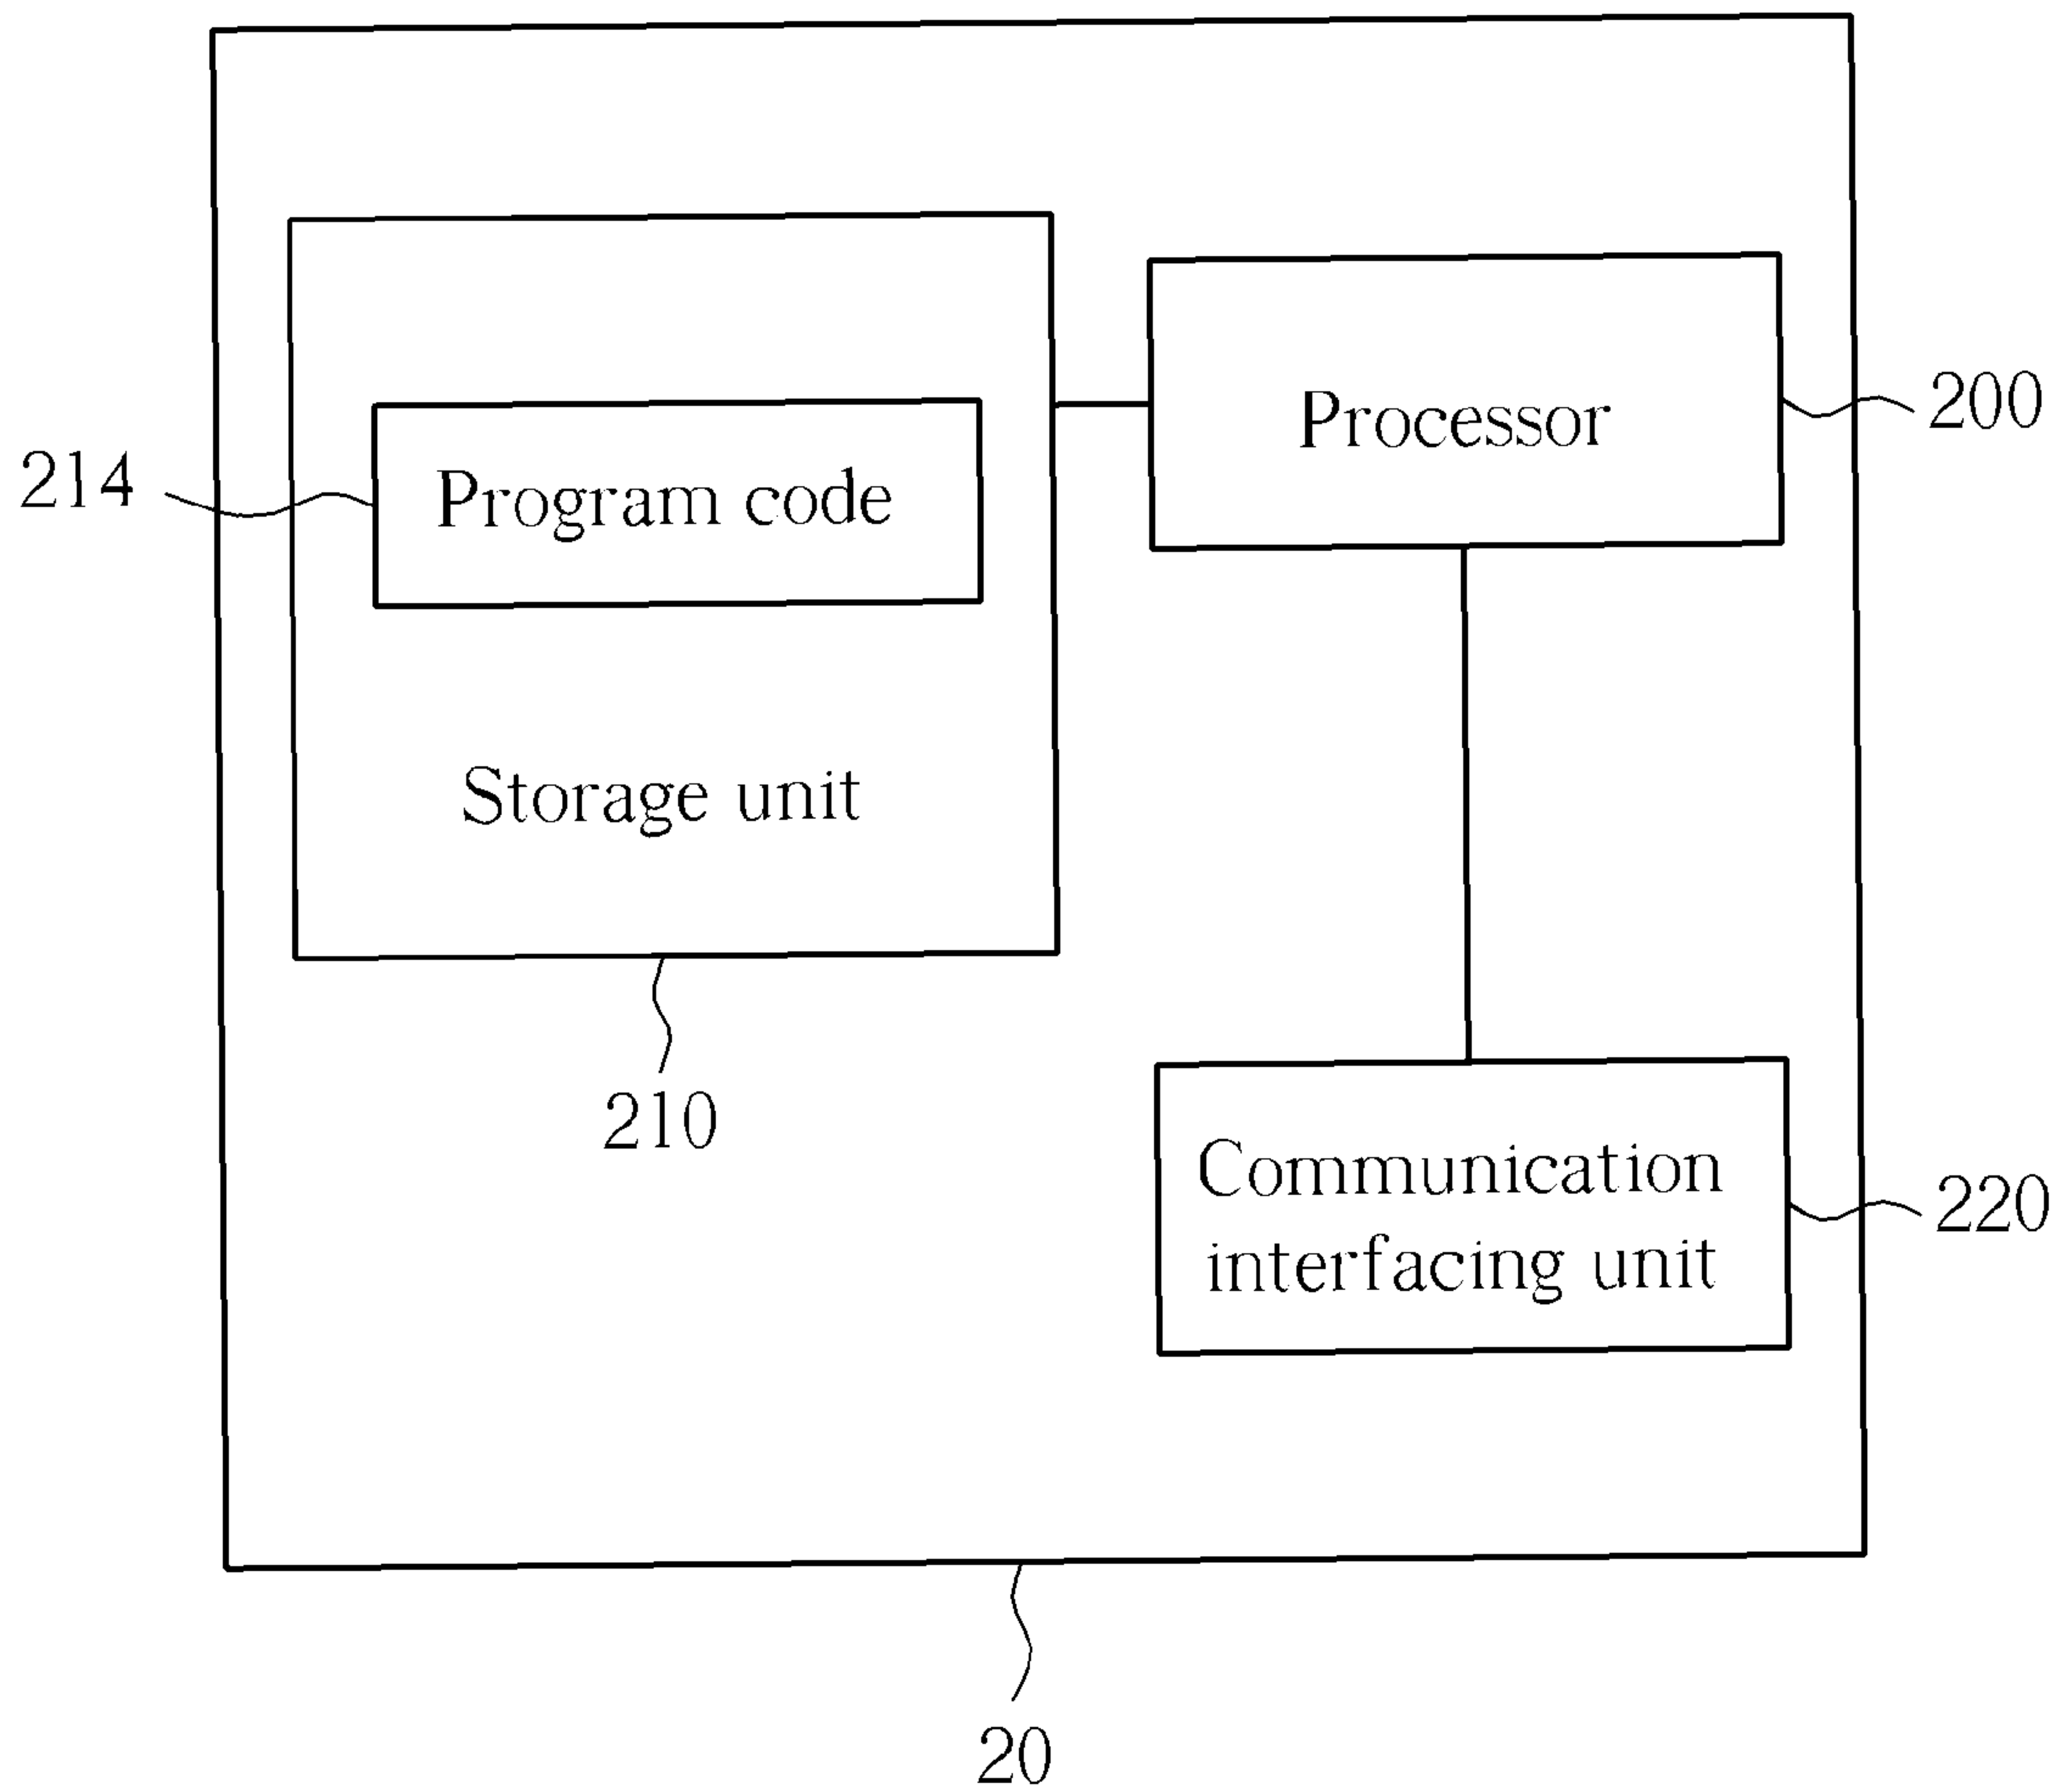 Processor
200
214
Program code
Storage unit
210
Communication
interfacing unit
220
20